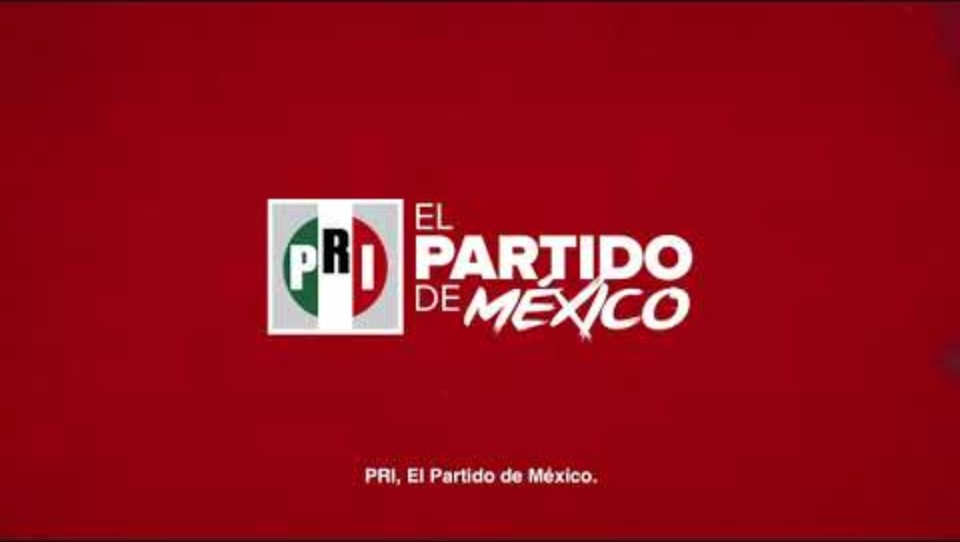 PRI
EL
PARTIDO
DE MÉXICO
PRI, El Partido de México.